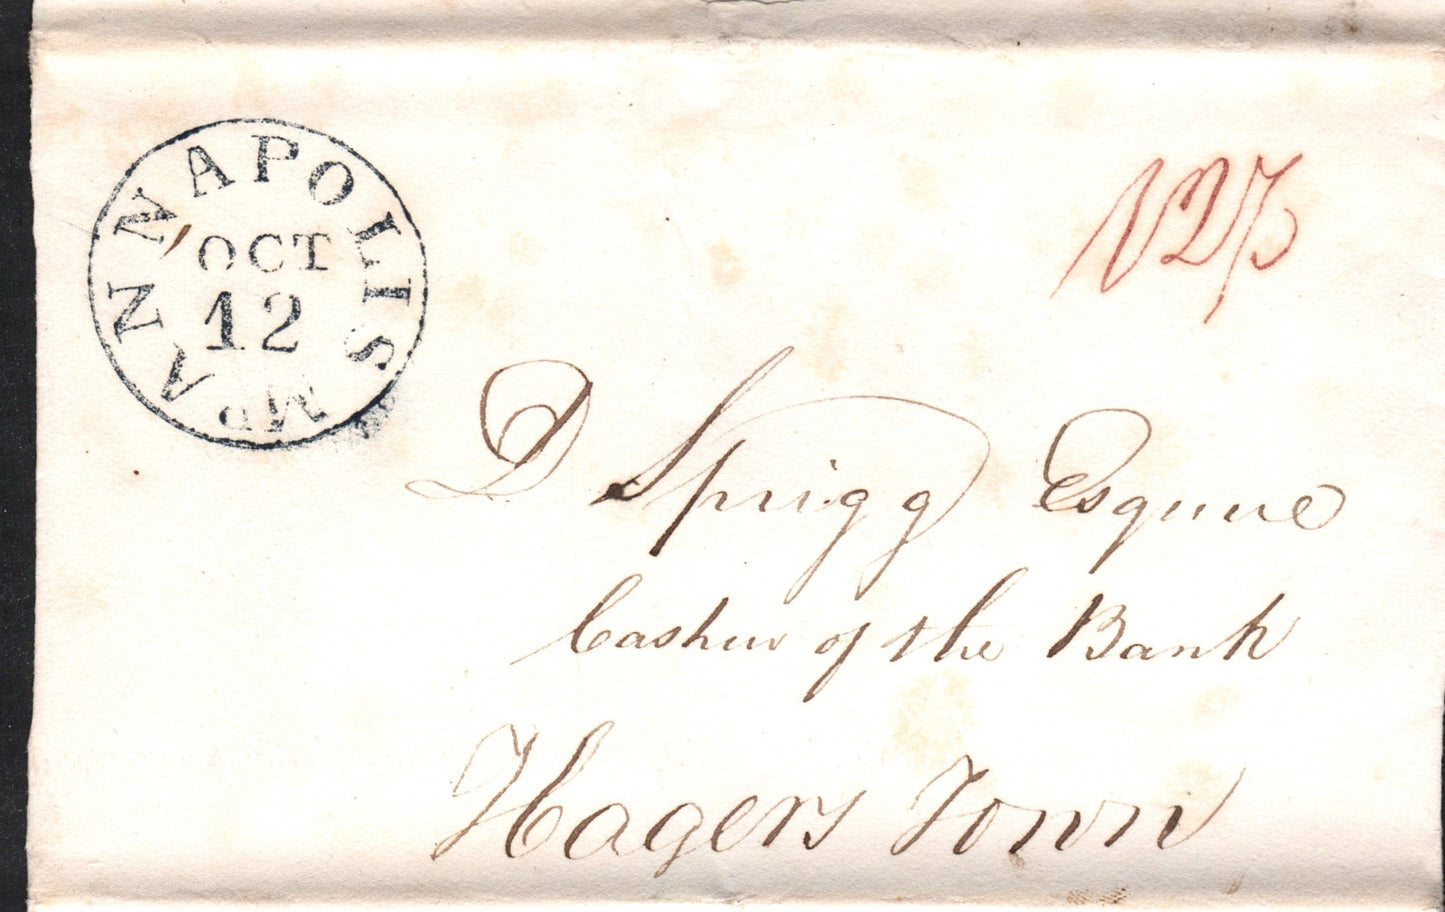 ANNAPOLIS Md
OCT
12
12½
D Sprigg Esquire
Cashier of the Bank
Hagers Town